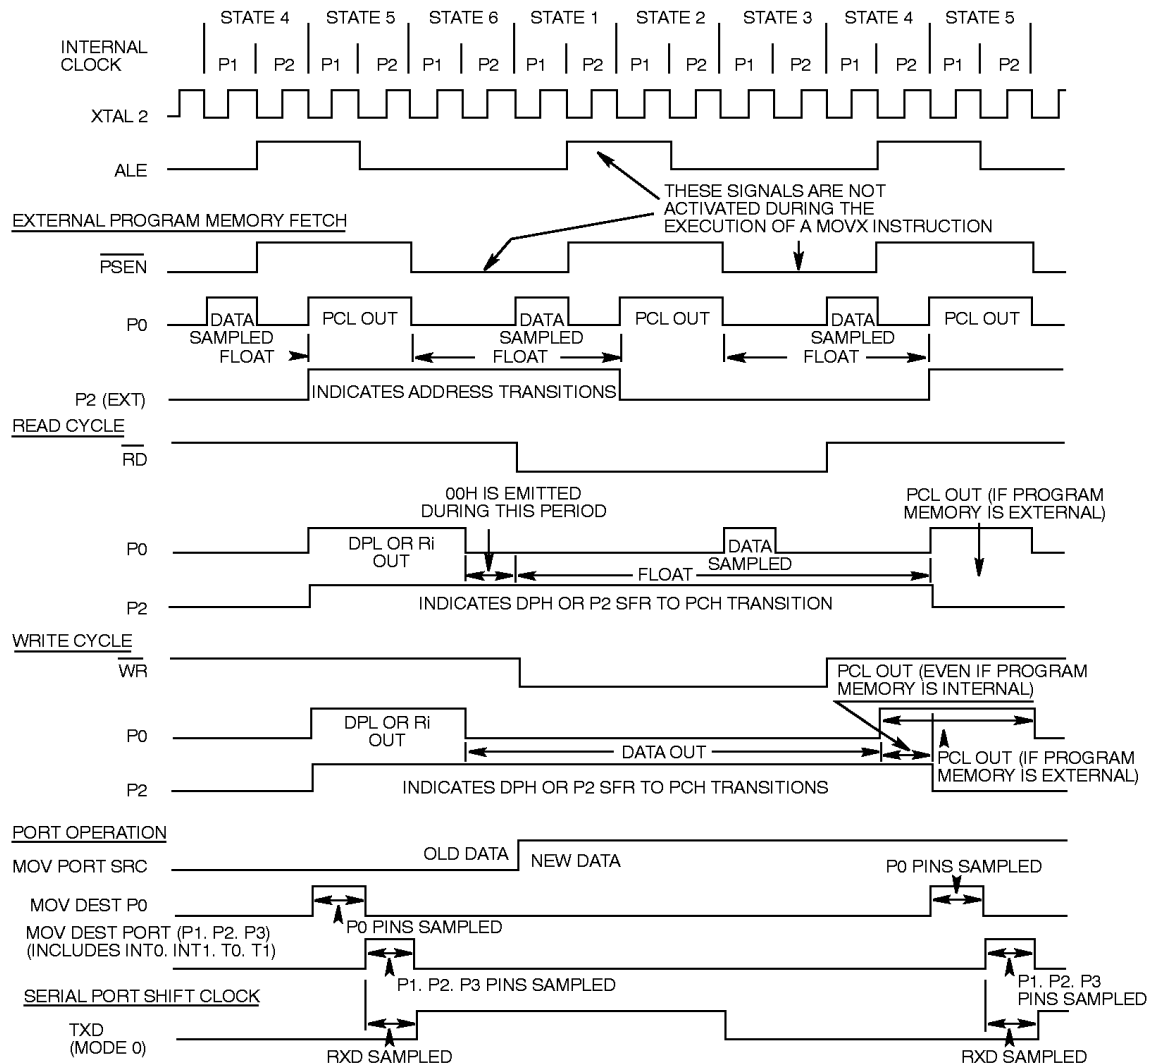 STATE 4 STATE 5 STATE 6 STATE 1 STATE 2 STATE 3 STATE 4 STATE 5
INTERNAL
CLOCK
P1 P2 P1 P2 P1 P2 P1 P2 P1 P2 P1 P2 P1 P2 P1 P2
XTAL 2
ALE
THESE SIGNALS ARE NOT
ACTIVATED DURING THE
EXECUTION OF A MOVX INSTRUCTION
EXTERNAL PROGRAM MEMORY FETCH
PSEN
P0 DATA PCL OUT DATA PCL OUT DATA PCL OUT
SAMPLED SAMPLED SAMPLED
FLOAT FLOAT FLOAT
P2 (EXT) INDICATES ADDRESS TRANSITIONS
READ CYCLE
RD
00H IS EMITTED
DURING THIS PERIOD
PCL OUT (IF PROGRAM
MEMORY IS EXTERNAL)
P0 DPL OR Ri
OUT
DATA
SAMPLED
FLOAT
P2 INDICATES DPH OR P2 SFR TO PCH TRANSITION
WRITE CYCLE
WR
PCL OUT (EVEN IF PROGRAM
MEMORY IS INTERNAL)
P0 DPL OR Ri
OUT
DATA OUT
PCL OUT (IF PROGRAM
MEMORY IS EXTERNAL)
P2 INDICATES DPH OR P2 SFR TO PCH TRANSITIONS
PORT OPERATION
MOV PORT SRC OLD DATA NEW DATA
P0 PINS SAMPLED
MOV DEST P0
P0 PINS SAMPLED
MOV DEST PORT (P1. P2. P3)
(INCLUDES INT0. INT1. T0. T1)
P1. P2. P3 PINS SAMPLED
P1. P2. P3
PINS SAMPLED
SERIAL PORT SHIFT CLOCK
TXD
(MODE 0)
RXD SAMPLED RXD SAMPLED